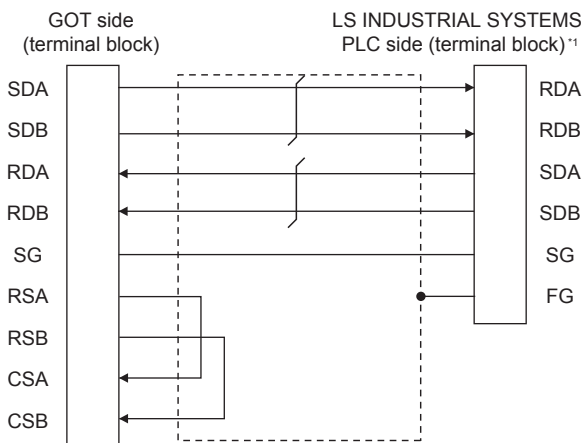 GOT side
(terminal block)
LS INDUSTRIAL SYSTEMS
PLC side (terminal block) *1
SDA
RDA
SDB
RDB
RDA
SDA
RDB
SDB
SG
SG
RSA
FG
RSB
CSA
CSB